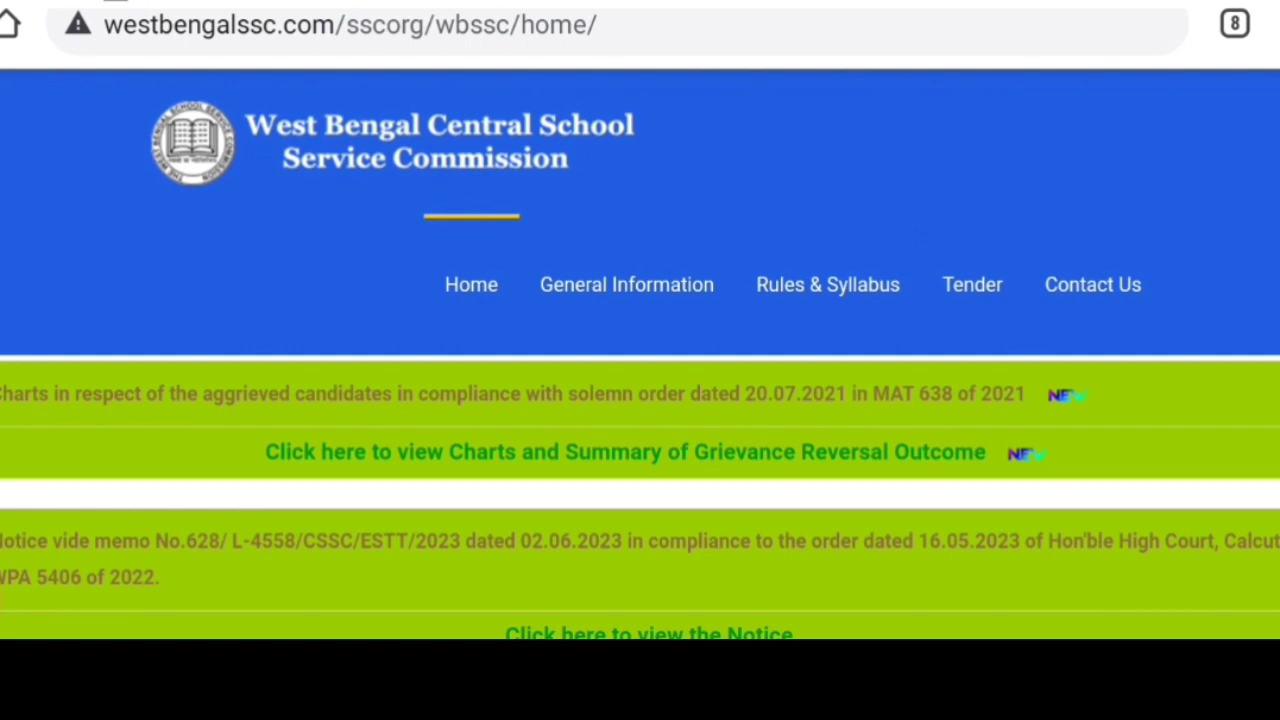 westbengalssc.com/sscorg/wbssc/home/
8
West Bengal Central School
Service Commission
Home General Information Rules & Syllabus Tender Contact Us
Charts in respect of the aggrieved candidates in compliance with solemn order dated 20.07.2021 in MAT 638 of 2021 NEW
Click here to view Charts and Summary of Grievance Reversal Outcome NEW
Notice vide memo No.628/ L-4558/CSSC/ESTT/2023 dated 02.06.2023 in compliance to the order dated 16.05.2023 of Hon'ble High Court, Calcut
WPA 5406 of 2022.
Click here to view the Notice